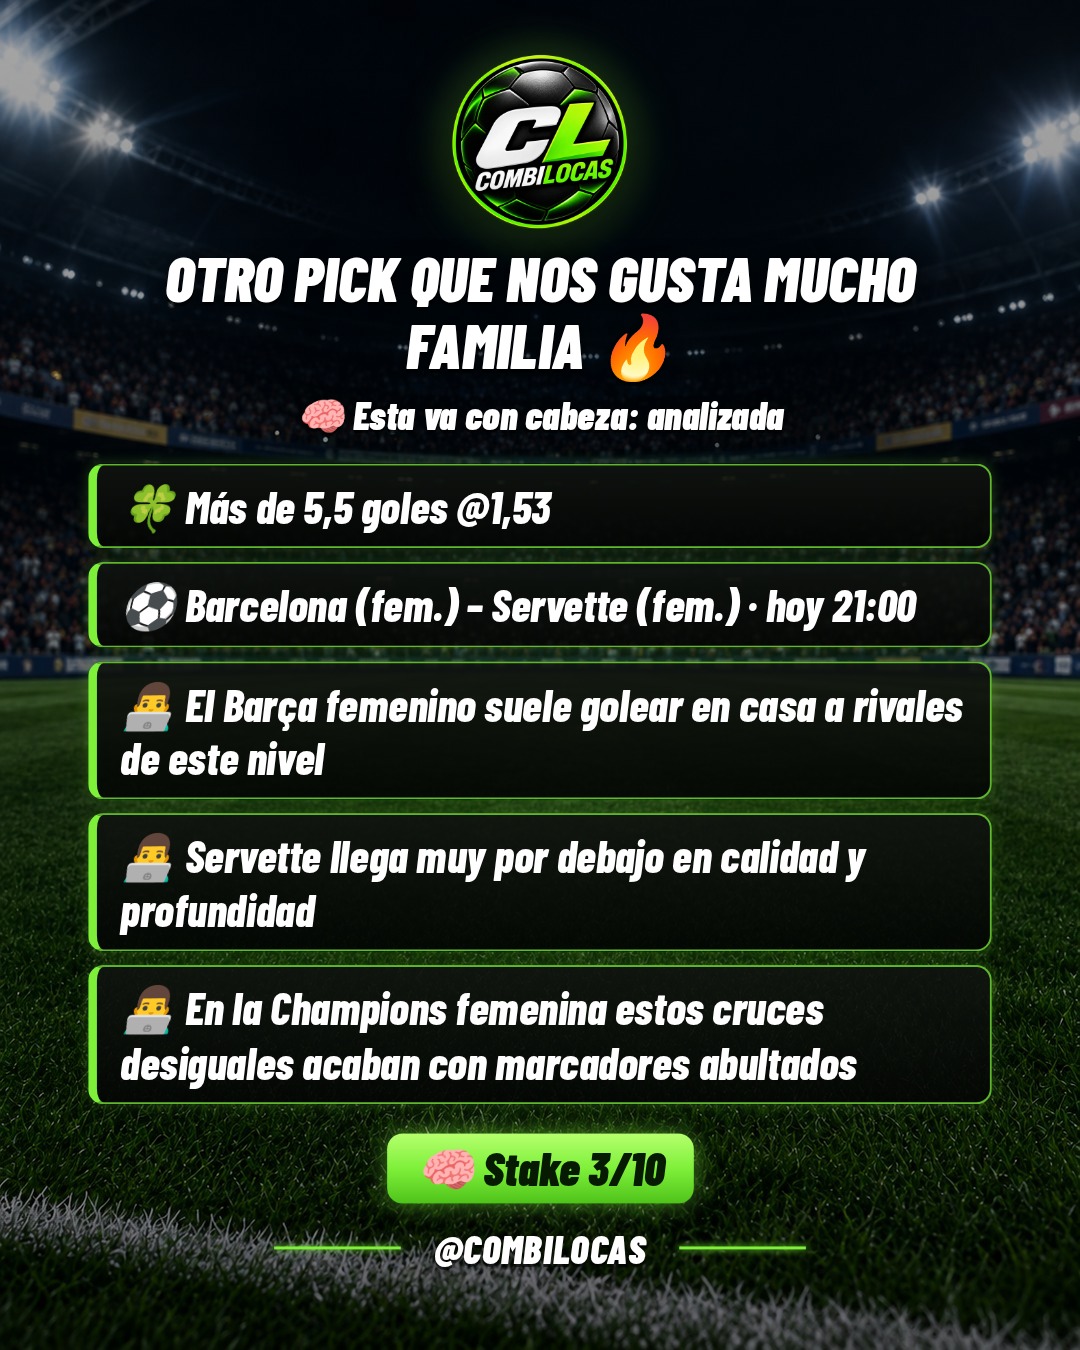 CL
COMBILOCAS
OTRO PICK QUE NOS GUSTA MUCHO
FAMILIA 🔥
🧠 Esta va con cabeza: analizada
🍀 Más de 5,5 goles @1,53
⚽ Barcelona (fem.) – Servette (fem.) · hoy 21:00
👨‍💻 El Barça femenino suele golear en casa a rivales
de este nivel
👨‍💻 Servette llega muy por debajo en calidad y
profundidad
👨‍💻 En la Champions femenina estos cruces
desiguales acaban con marcadores abultados
🧠 Stake 3/10
@COMBILOCAS